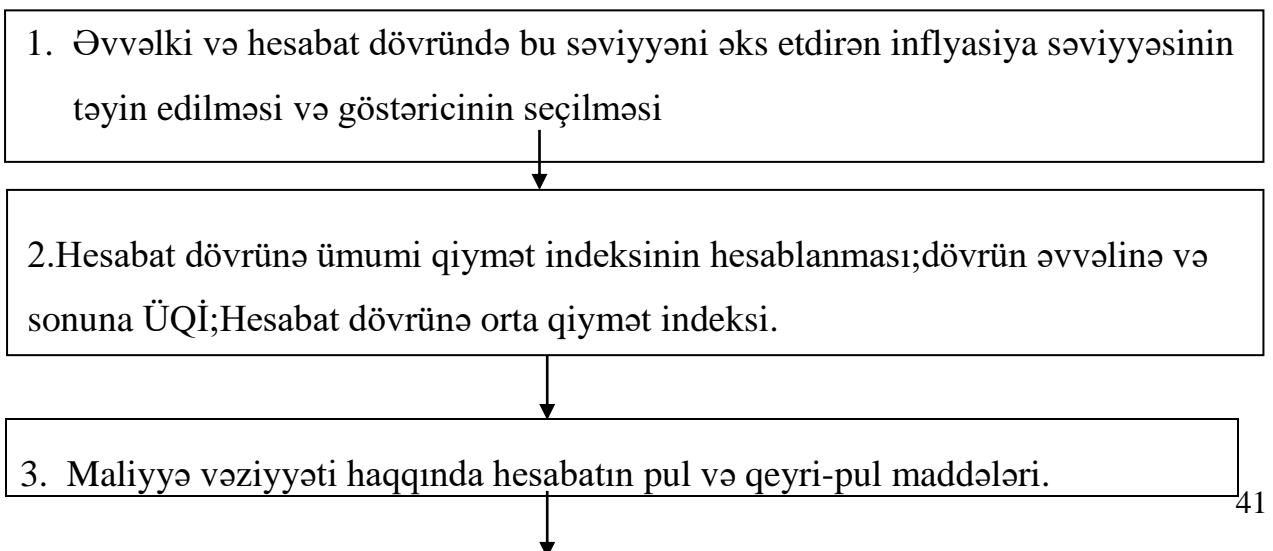 1. Əvvəlki və hesabat dövründə bu səviyyəni əks etdirən inflyasiya səviyyəsinin
təyin edilməsi və göstəricinin seçilməsi
2.Hesabat dövrünə ümumi qiymət indeksinin hesablanması;dövrün əvvəlinə və
sonuna ÜQİ;Hesabat dövrünə orta qiymət indeksi.
3. Maliyyə vəziyyəti haqqında hesabatın pul və qeyri-pul maddələri.
41